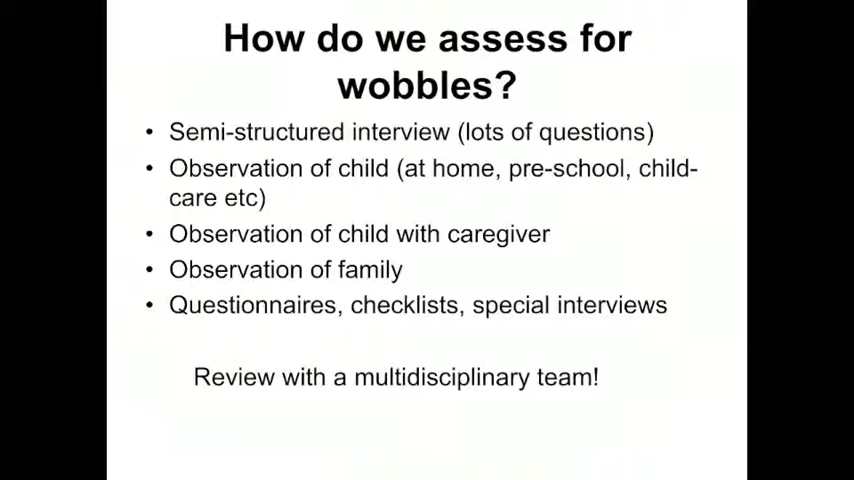 How do we assess for
wobbles?
• Semi-structured interview (lots of questions)
• Observation of child (at home, pre-school, child-
care etc)
• Observation of child with caregiver
• Observation of family
• Questionnaires, checklists, special interviews
Review with a multidisciplinary team!